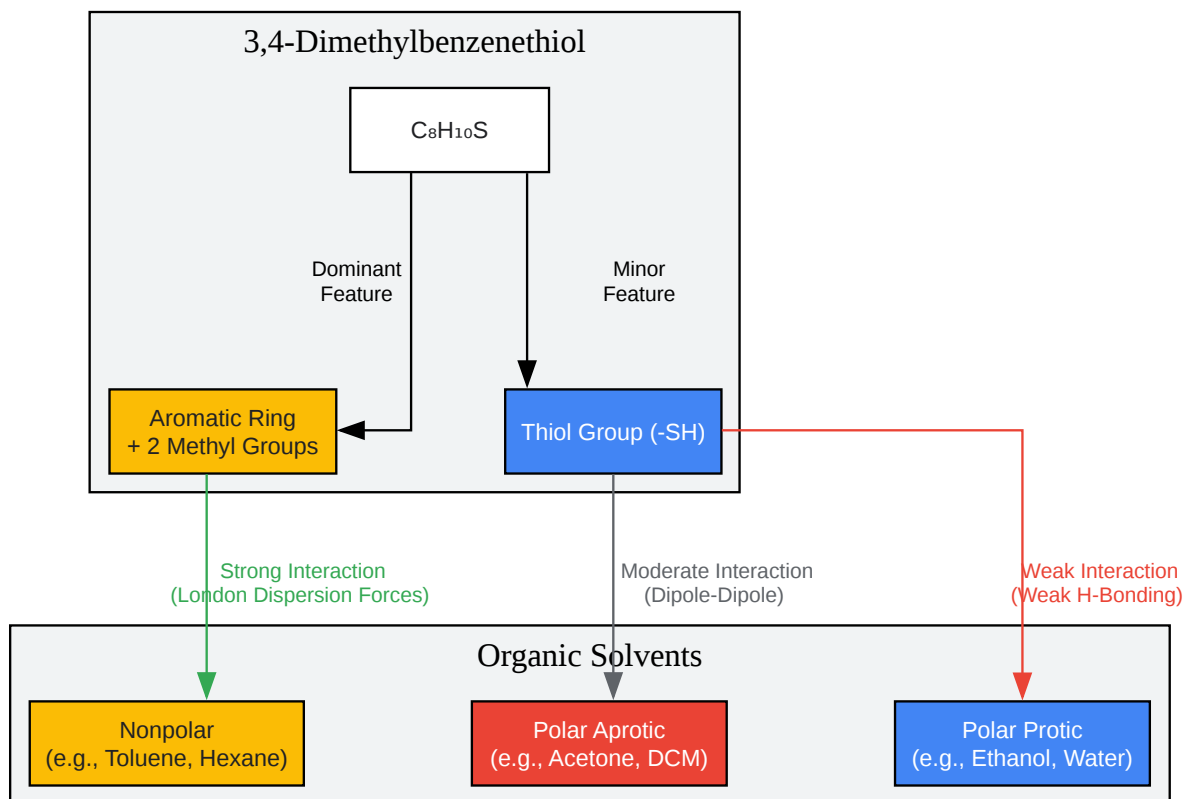 3,4-Dimethylbenzenethiol
C₈H₁₀S
Dominant
Feature
Minor
Feature
Aromatic Ring
+ 2 Methyl Groups
Thiol Group (-SH)
Strong Interaction
(London Dispersion Forces)
Moderate Interaction
(Dipole-Dipole)
Weak Interaction
(Weak H-Bonding)
Organic Solvents
Nonpolar
(e.g., Toluene, Hexane)
Polar Aprotic
(e.g., Acetone, DCM)
Polar Protic
(e.g., Ethanol, Water)